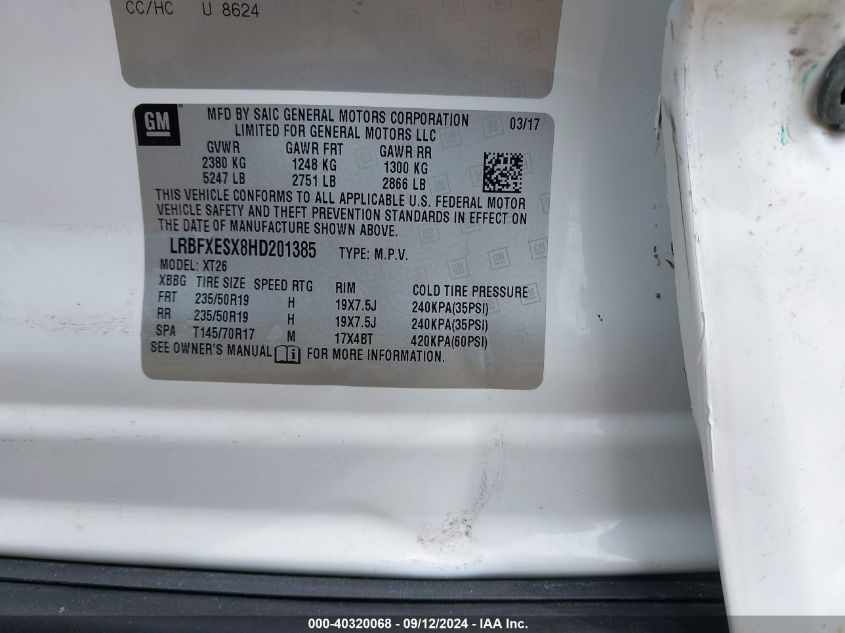 CC/HC U 8624
GM
MFD BY SAIC GENERAL MOTORS CORPORATION
LIMITED FOR GENERAL MOTORS LLC
03/17
GVWR GAWR FRT GAWR RR
2380 KG 1248 KG 1300 KG
5247 LB 2751 LB 2866 LB
THIS VEHICLE CONFORMS TO ALL APPLICABLE U.S. FEDERAL MOTOR
VEHICLE SAFETY AND THEFT PREVENTION STANDARDS IN EFFECT ON
THE DATE OF MANUFACTURE SHOWN ABOVE.
LRBFXESX8HD201385 TYPE: M.P.V.
MODEL: XT26
XBBG TIRE SIZE SPEED RTG RIM COLD TIRE PRESSURE
FRT 235/50R19 H 19X7.5J 240KPA(35PSI)
RR 235/50R19 H 19X7.5J 240KPA(35PSI)
SPA T145/70R17 M 17X4BT 420KPA(60PSI)
SEE OWNER'S MANUAL FOR MORE INFORMATION.
000-40320068 - 09/12/2024 - IAA Inc.